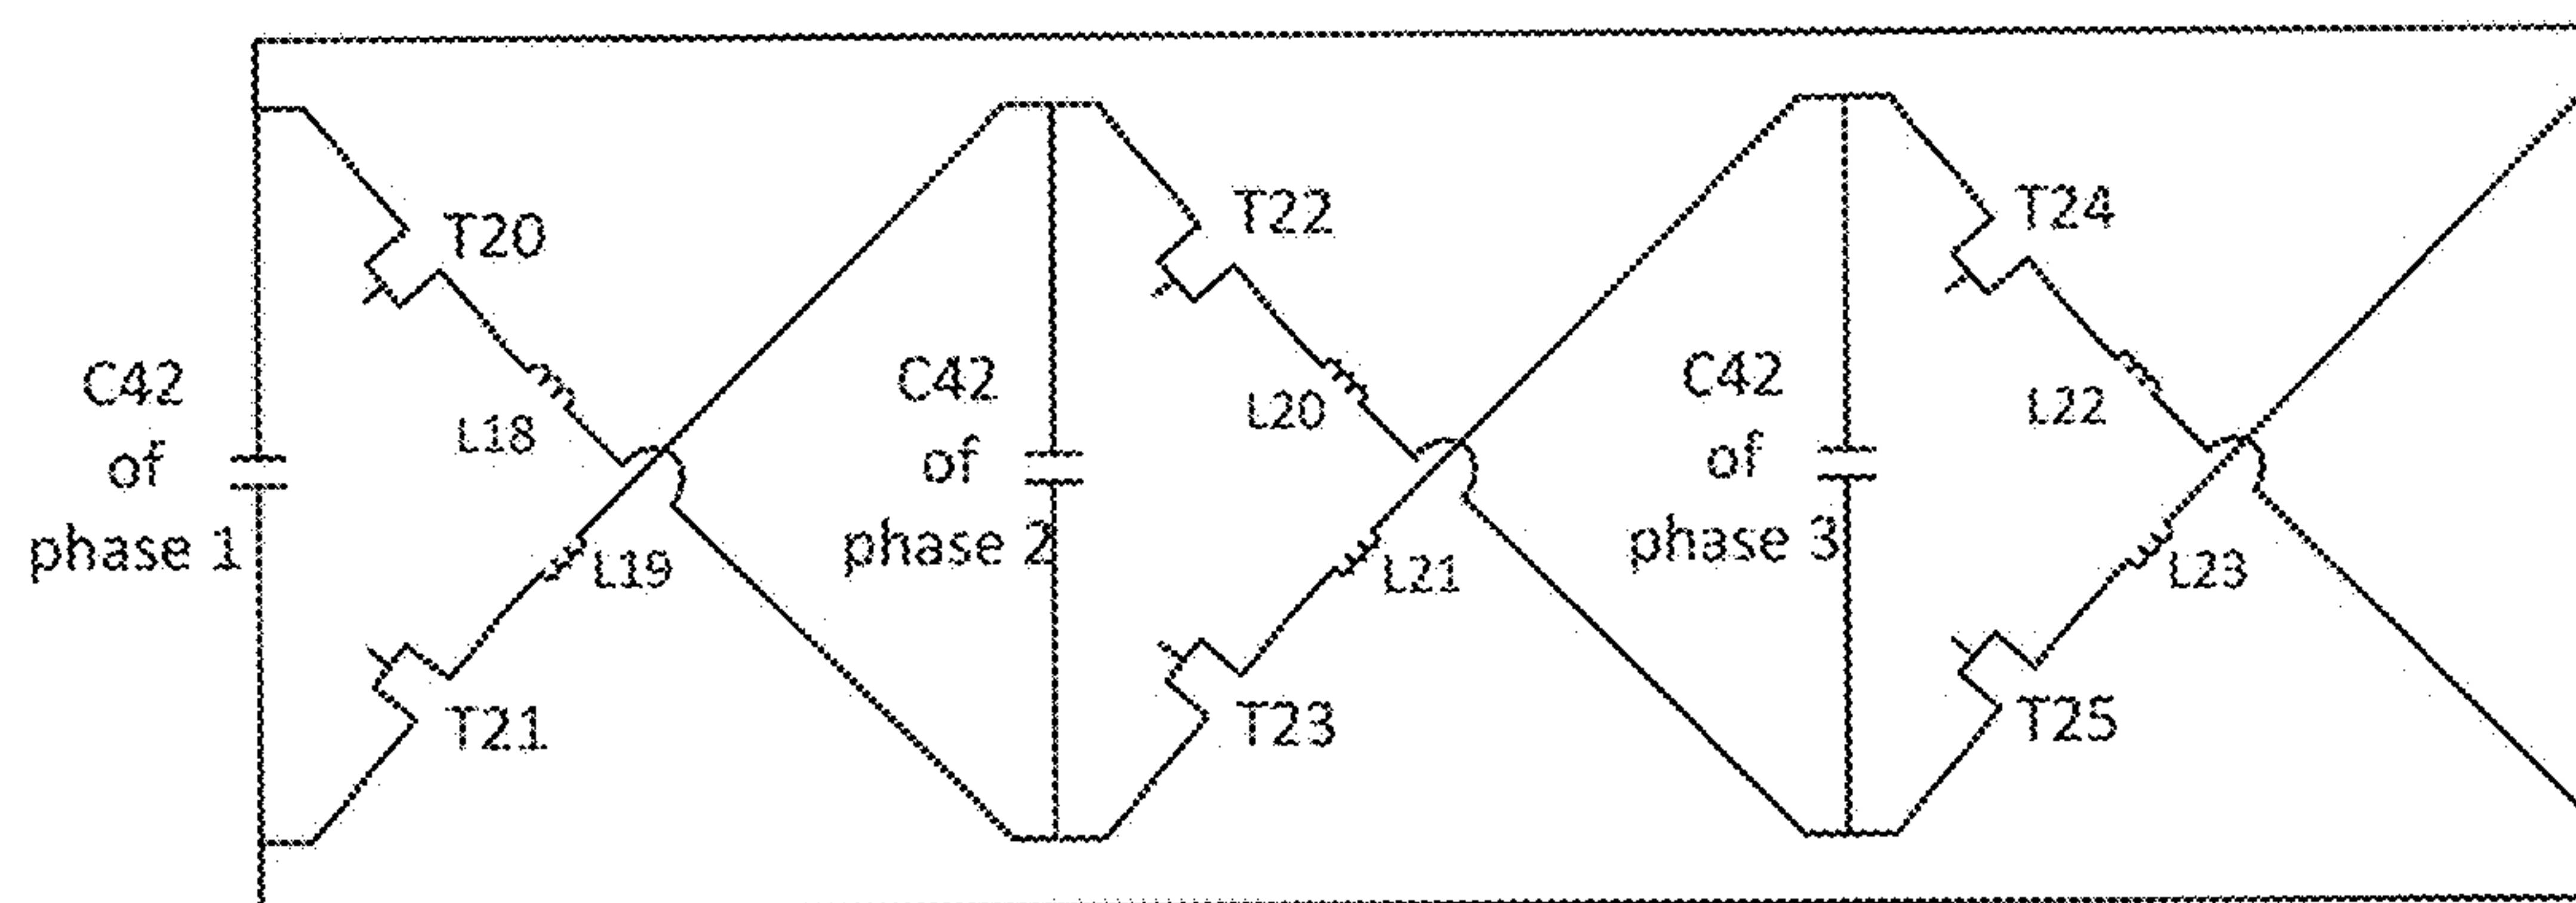 C42
of
phase 1
T20
L18
L19
T21
C42
of
phase 2
T22
L20
L21
T23
C42
of
phase 3
T24
L22
L23
T25